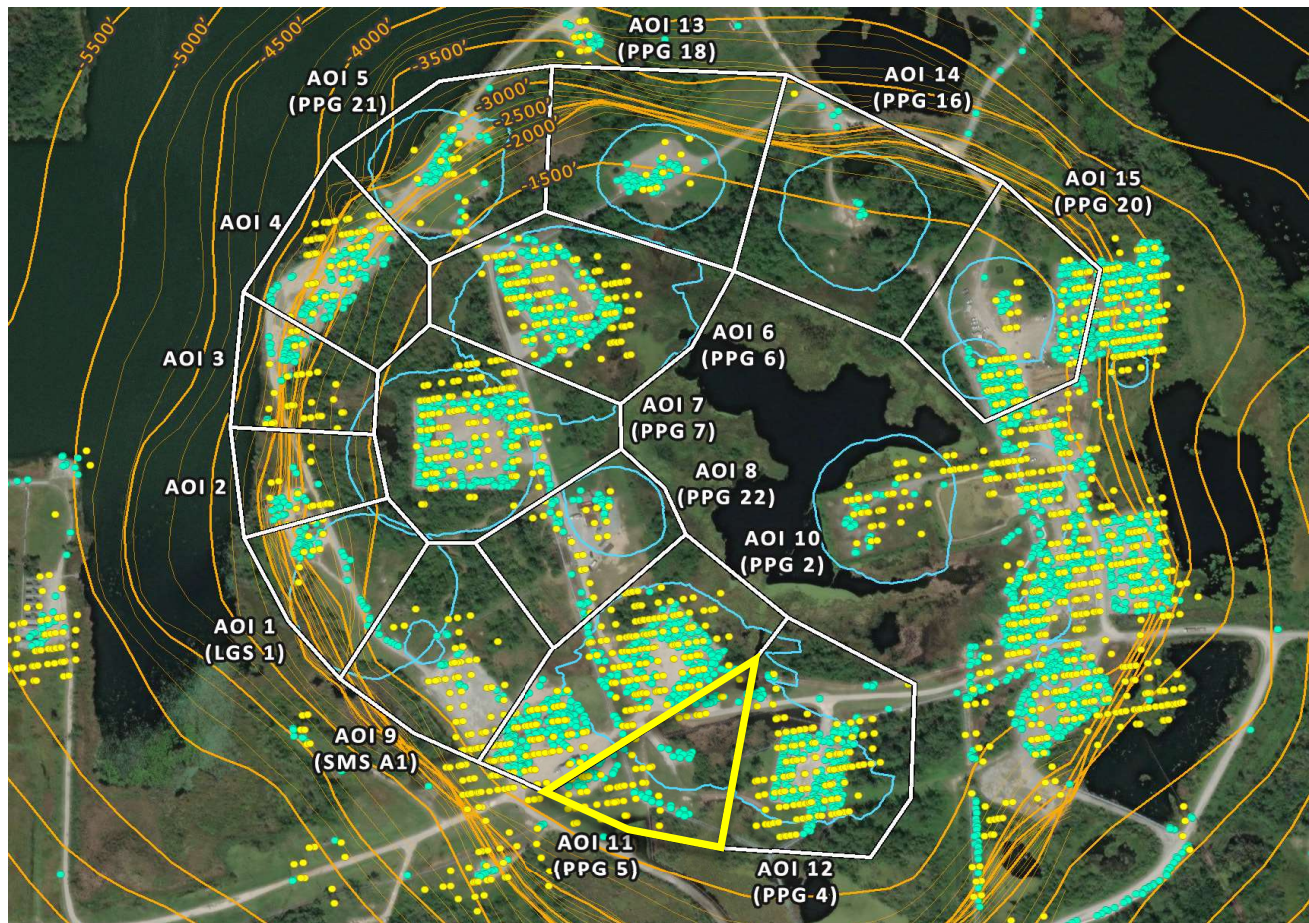 -5500'
-5000'
-4500'
-4000'
-3500'
-3000'
-2500'
-2000'
-1500'
AOI 13
(PPG 18)
AOI 5
(PPG 21)
AOI 14
(PPG 16)
AOI 15
(PPG 20)
AOI 4
AOI 3
AOI 6
(PPG 6)
AOI 7
(PPG 7)
AOI 2
AOI 8
(PPG 22)
AOI 10
(PPG 2)
AOI 1
(LGS 1)
AOI 9
(SMS A1)
AOI 11
(PPG 5)
AOI 12
(PPG 4)